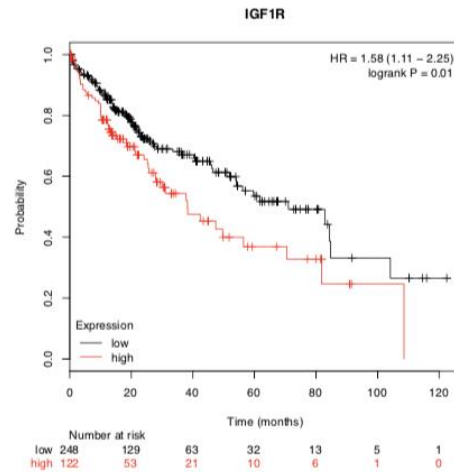 IGF1R
HR = 1.58 (1.11 − 2.25)
logrank P = 0.01
1.0
0.8
0.6
0.4
0.2
0.0
Probability
Expression
low
high
0 20 40 60 80 100 120
Time (months)
Number at risk
low 248 129 63 32 13 5 1
high 122 53 21 10 6 1 0